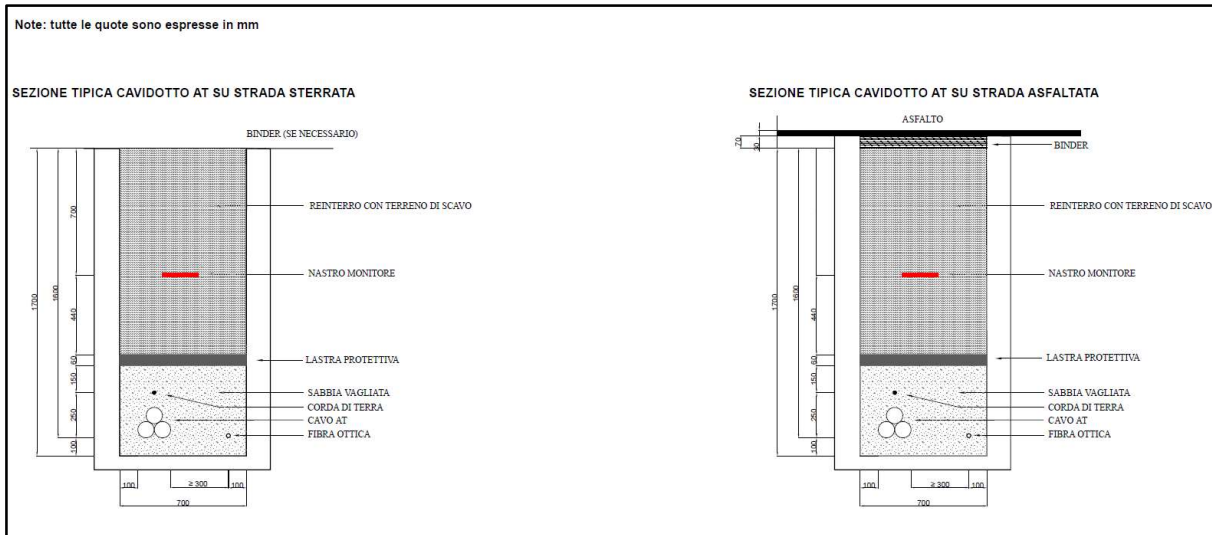 Note: tutte le quote sono espresse in mm
SEZIONE TIPICA CAVIDOTTO AT SU STRADA STERRATA
BINDER (SE NECESSARIO)
REINTERRO CON TERRENO DI SCAVO
NASTRO MONITORE
LASTRA PROTETTIVA
SABBIA VAGLIATA
CORDA DI TERRA
CAVO AT
FIBRA OTTICA
1700
1600
700
440
60
150
250
100
100
≥ 300
100
700
SEZIONE TIPICA CAVIDOTTO AT SU STRADA ASFALTATA
ASFALTO
BINDER
REINTERRO CON TERRENO DI SCAVO
NASTRO MONITORE
LASTRA PROTETTIVA
SABBIA VAGLIATA
CORDA DI TERRA
CAVO AT
FIBRA OTTICA
70
30
1700
1600
440
60
150
250
100
100
≥ 300
100
700